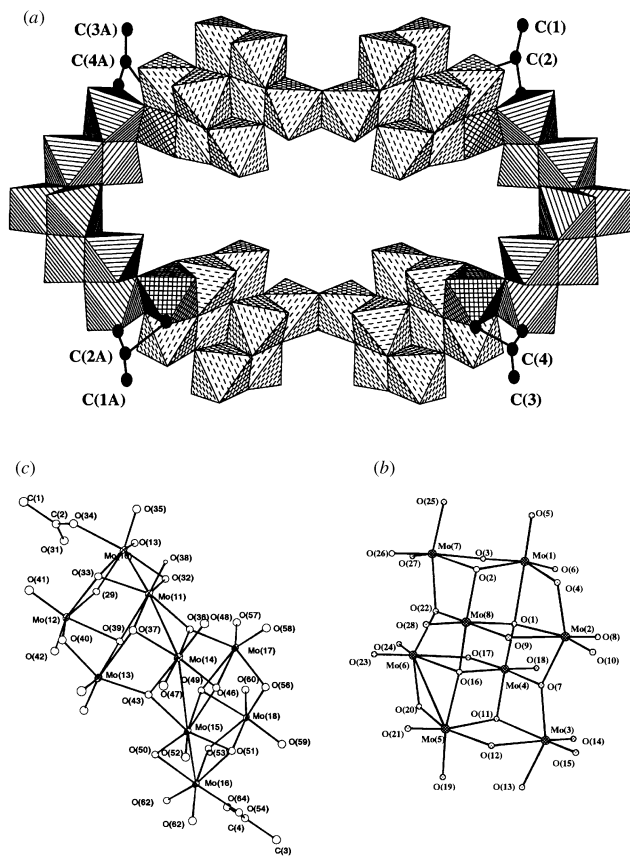 (a)
C(3A)
C(1)
C(4A)
C(2)
C(2A)
C(4)
C(1A)
C(3)
(c)
C(1)
C(2)
O(34)
O(35)
O(31)
O(13)
O(38)
O(33)
O(32)
O(41)
(29)
Mo(11)
Mo(12)
O(39)
O(37)
O(36)
O(48)
O(57)
O(58)
O(40)
O(42)
Mo(14)
Mo(17)
Mo(13)
O(47)
O(49)
O(46)
O(60)
O(56)
O(43)
Mo(15)
Mo(18)
O(50)
O(52)
O(53)
O(51)
O(59)
Mo(16)
O(62)
O(64)
O(54)
O(62)
C(4)
C(3)
(b)
O(25)
O(5)
Mo(7)
O(3)
Mo(1)
O(26)
O(27)
O(2)
O(6)
O(4)
O(22)
Mo(8)
O(1)
Mo(2)
O(28)
O(9)
O(8)
O(24)
O(10)
O(23)
Mo(6)
O(17)
O(18)
O(16)
Mo(4)
O(7)
O(20)
O(11)
Mo(3)
O(21)
Mo(5)
O(14)
O(12)
O(15)
O(19)
O(13)